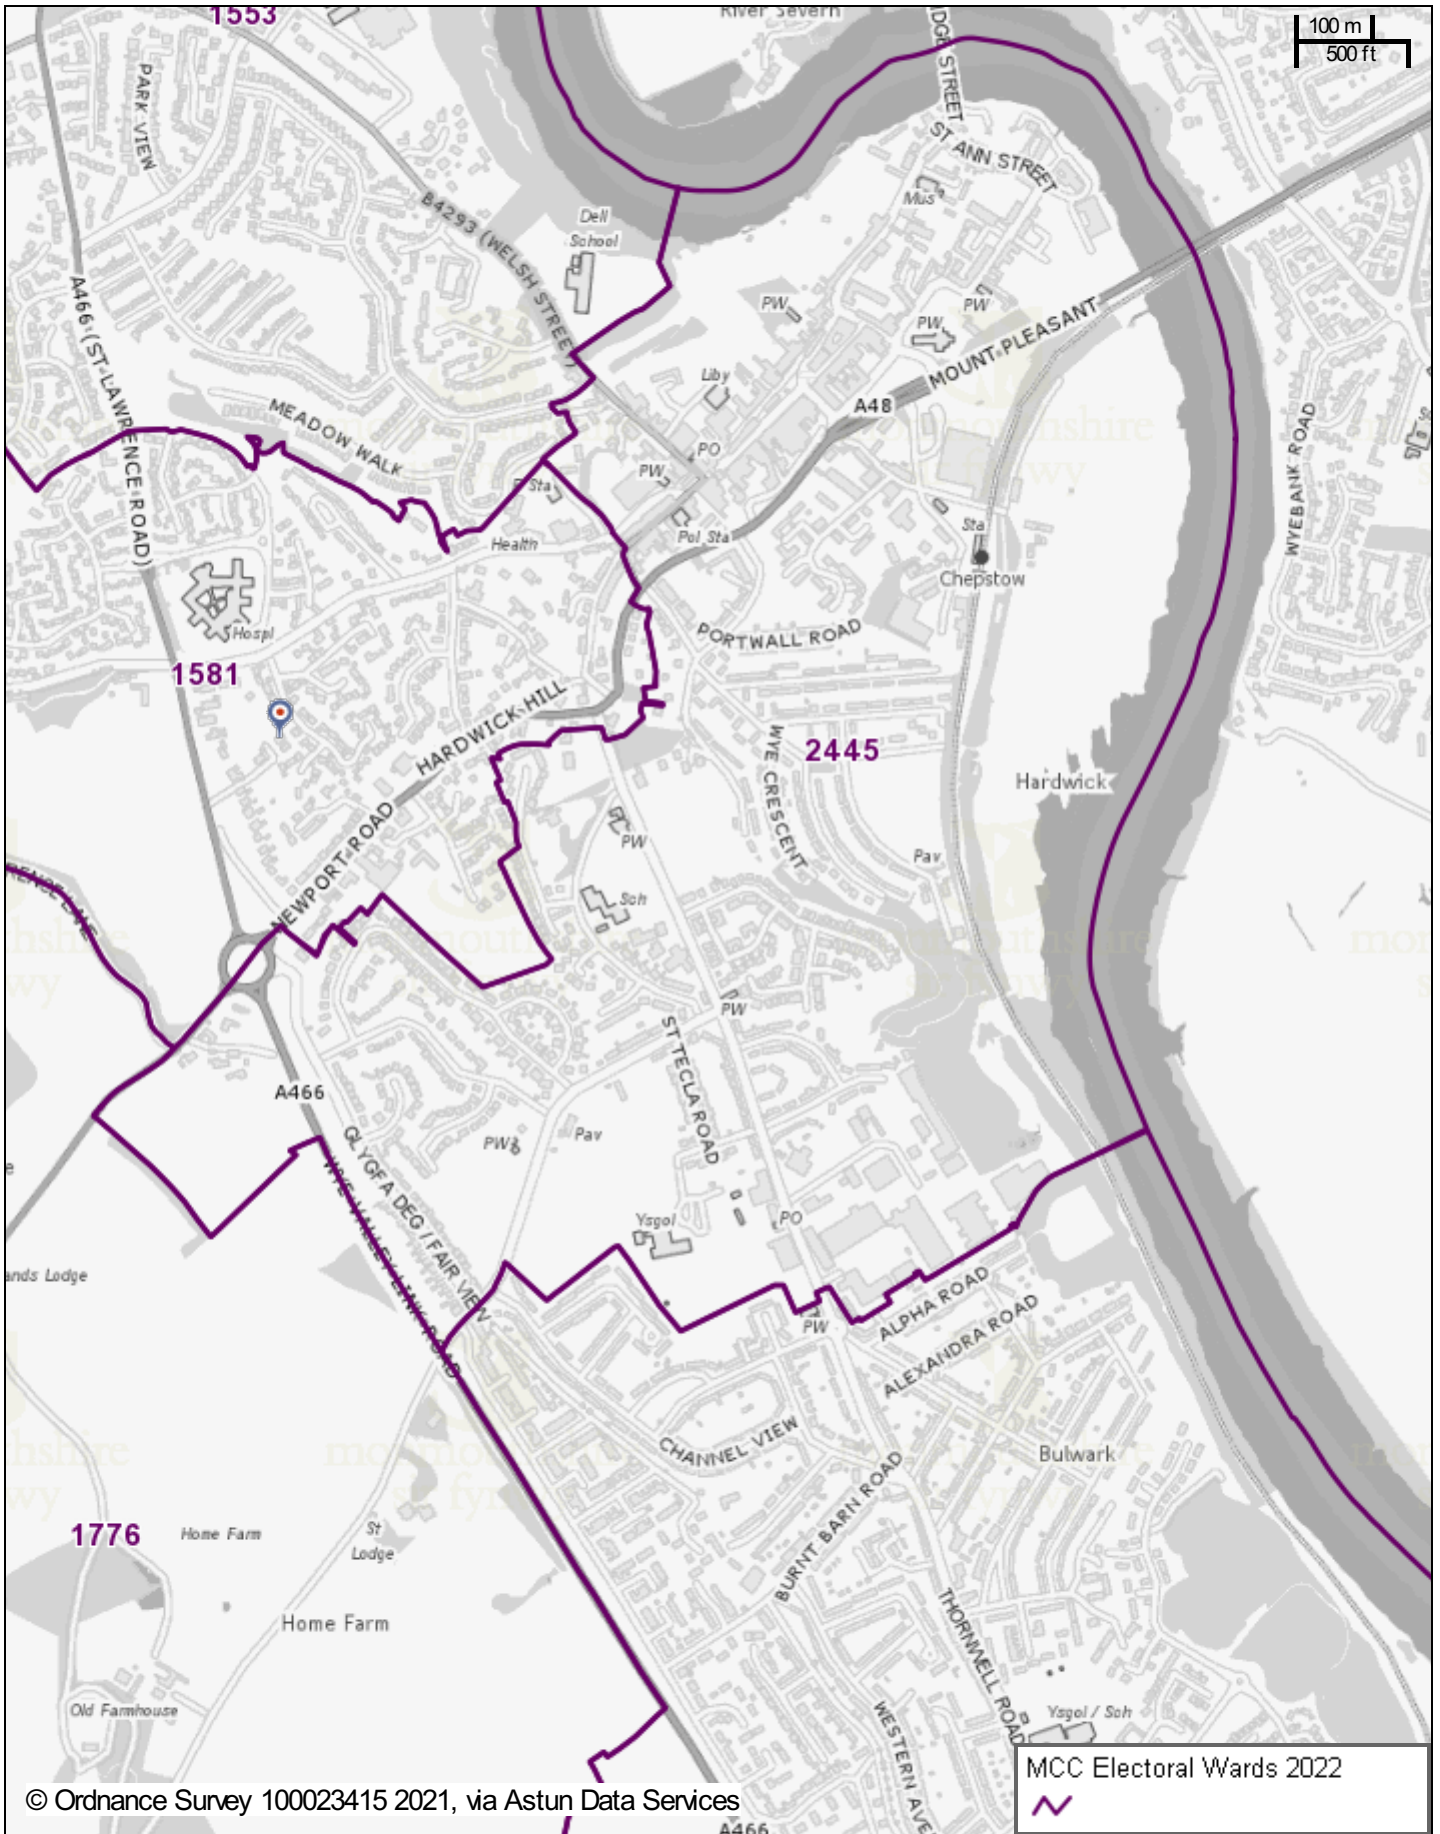 1553
River Severn
100 m
500 ft
PARK VIEW
STREET
ST ANN STREET
Mus
B4293 (WELSH STREET)
Dell
School
A466 (ST LAWRENCE ROAD)
PW
PW
PW
MOUNT PLEASANT
A48
Liby
MEADOW WALK
PO
PW
Sta
Pol Sta
Health
Sta
Chepstow
WYEBANK ROAD
Hospl
PORTWALL ROAD
1581
HARDWICK HILL
WYE CRESCENT
2445
Hardwick
NEWPORT ROAD
PW
Pav
Sch
PW
ST TECLA ROAD
A466
PW
Pav
GLYGFA DEG / FAIR VIEW
WYE VALLEY LINK ROAD
Ysgol
PO
ands Lodge
PW
ALPHA ROAD
ALEXANDRA ROAD
CHANNEL VIEW
Bulwark
BURNT BARN ROAD
1776
Home Farm
St
Lodge
Home Farm
THORNWELL ROAD
Old Farmhouse
WESTERN AVE
Ysgol / Sch
MCC Electoral Wards 2022
© Ordnance Survey 100023415 2021, via Astun Data Services
A466